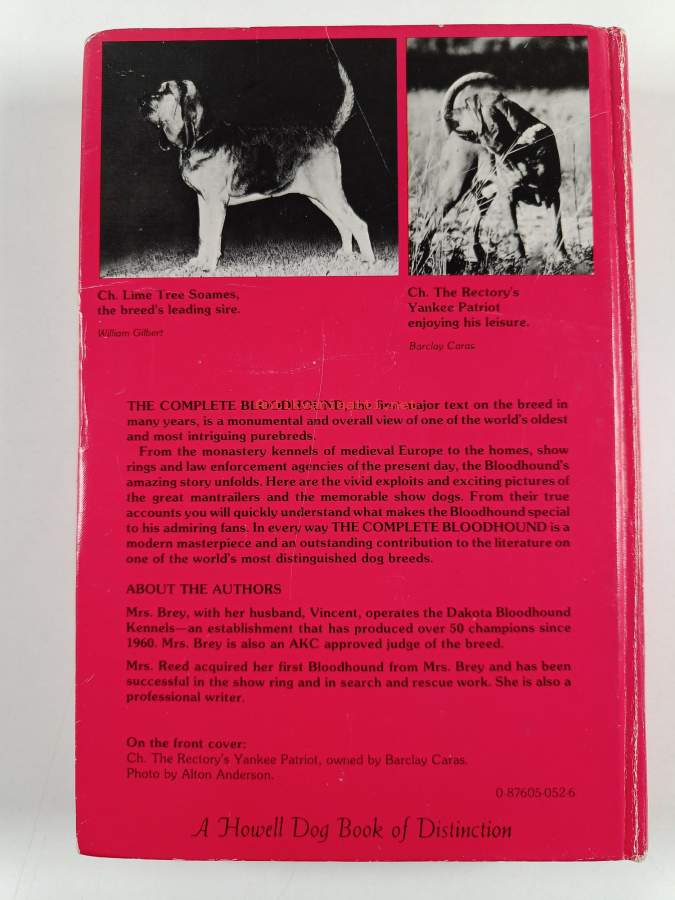 Ch. Lime Tree Soames,
the breed's leading sire.
William Gilbert
Ch. The Rectory's
Yankee Patriot
enjoying his leisure.
Barclay Caras
THE COMPLETE BLOODHOUND, the first major text on the breed in
many years, is a monumental and overall view of one of the world's oldest
and most intriguing purebreds.
From the monastery kennels of medieval Europe to the homes, show
rings and law enforcement agencies of the present day, the Bloodhound's
amazing story unfolds. Here are the vivid exploits and exciting pictures of
the great mantrailers and the memorable show dogs. From their true
accounts you will quickly understand what makes the Bloodhound special
to his admiring fans. In every way THE COMPLETE BLOODHOUND is a
modern masterpiece and an outstanding contribution to the literature on
one of the world's most distinguished dog breeds.
ABOUT THE AUTHORS
Mrs. Brey, with her husband, Vincent, operates the Dakota Bloodhound
Kennels—an establishment that has produced over 50 champions since
1960. Mrs. Brey is also an AKC approved judge of the breed.
Mrs. Reed acquired her first Bloodhound from Mrs. Brey and has been
successful in the show ring and in search and rescue work. She is also a
professional writer.
On the front cover:
Ch. The Rectory's Yankee Patriot, owned by Barclay Caras.
Photo by Alton Anderson.
0-87605-052-6
A Howell Dog Book of Distinction